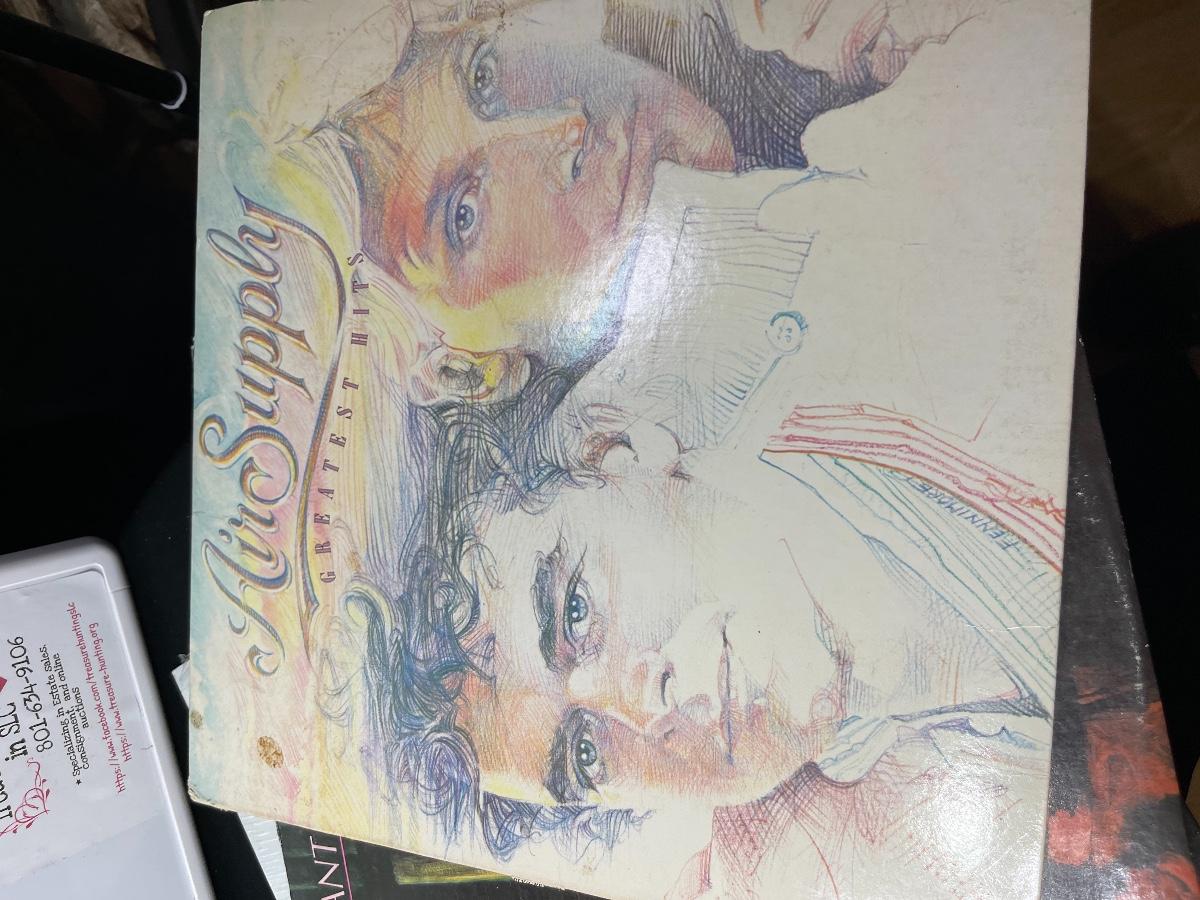 Air Supply
GREATEST HITS
in SLC
801-634-9106
* Specializing in Estate Sales,
consignment, and online
auctions
https://www.facebook.com/treasurehuntingslc
https://www.treasure-hunting.org
ANT